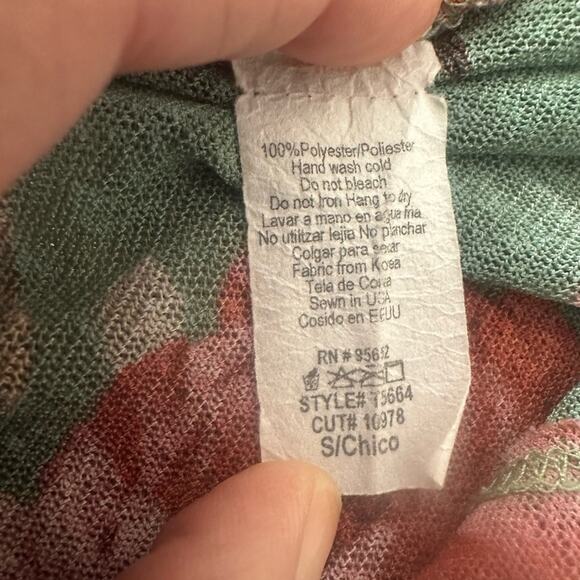 100%Polyester/Poliester
Hand wash cold
Do not bleach
Do not Iron Hang to dry
Lavar a mano en agua fria
No utilizar lejia No planchar
Colgar para secar
Fabric from Korea
Tela de Corea
Sewn in USA
Cosido en EEUU
RN #
STYLE#
CUT# 10978
S/Chico